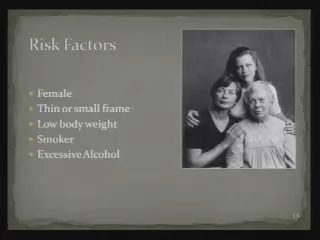 Risk Factors
Female
Thin or small frame
Low body weight
Smoker
Excessive Alcohol